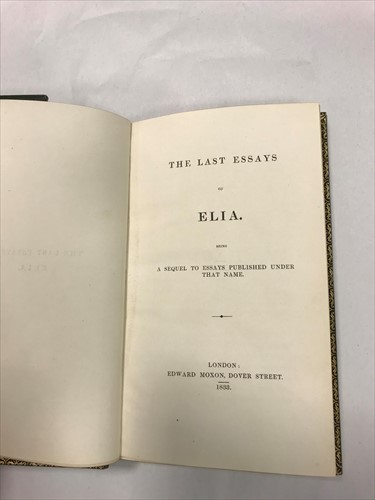 THE LAST ESSAYS
OF
ELIA.
BEING
A SEQUEL TO ESSAYS PUBLISHED UNDER
THAT NAME.
LONDON:
EDWARD MOXON, DOVER STREET.
1833.